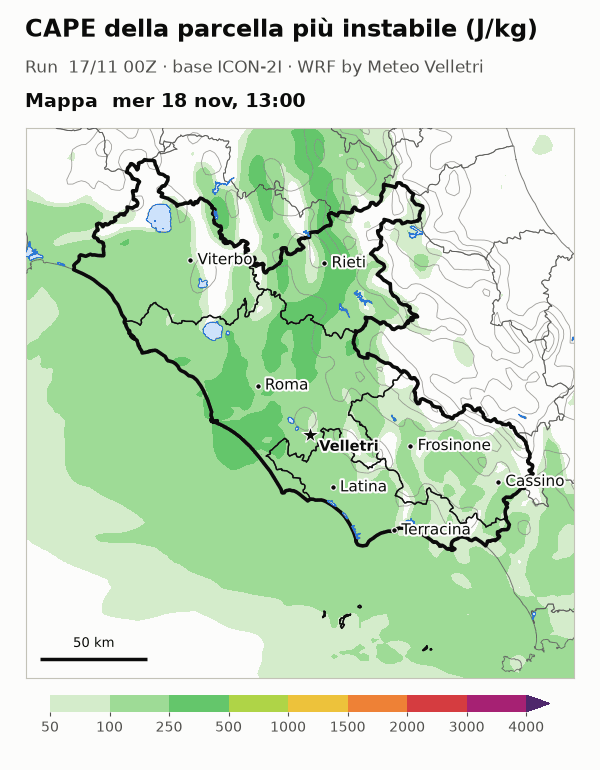 CAPE della parcella più instabile (J/kg)
Run  17/11 00Z · base ICON-2I · WRF by Meteo Velletri
Mappa  mer 18 nov, 13:00
Viterbo
Rieti
Roma
Velletri
Frosinone
Cassino
Latina
Terracina
50 km
50 100 250 500 1000 1500 2000 3000 4000